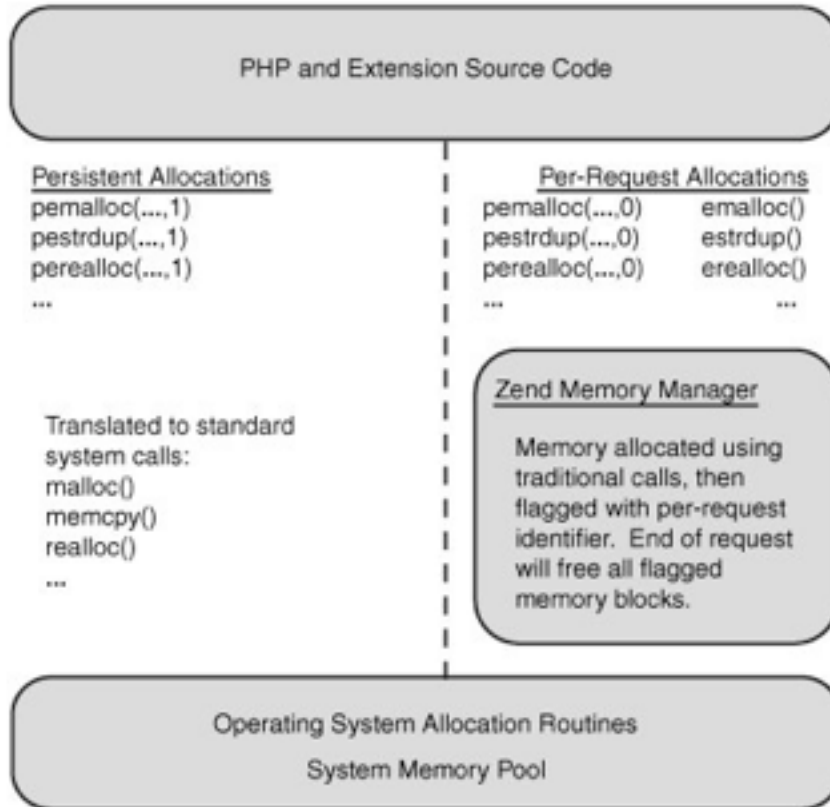 PHP and Extension Source Code
Persistent Allocations
pemalloc(...,1)
pestrdup(...,1)
perealloc(...,1)
...
Per-Request Allocations
pemalloc(...,0) emalloc()
pestrdup(...,0) estrdup()
perealloc(...,0) erealloc()
... ...
Translated to standard
system calls:
malloc()
memcpy()
realloc()
...
Zend Memory Manager
Memory allocated using
traditional calls, then
flagged with per-request
identifier. End of request
will free all flagged
memory blocks.
Operating System Allocation Routines
System Memory Pool